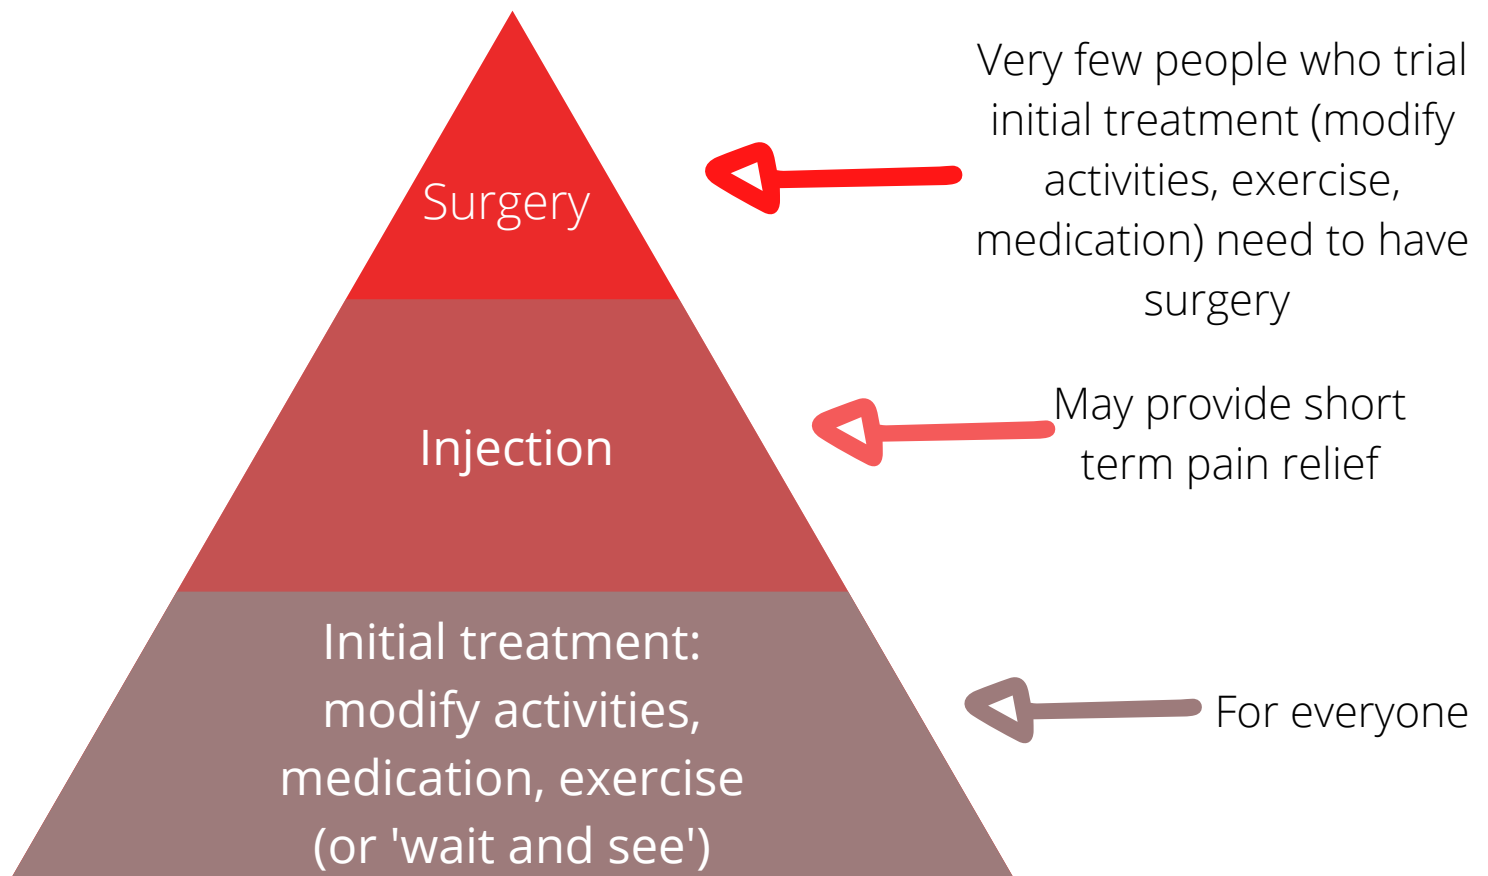 Very few people who trial
initial treatment (modify
activities, exercise,
medication) need to have
surgery
Surgery
May provide short
term pain relief
Injection
Initial treatment:
modify activities,
medication, exercise
(or 'wait and see')
For everyone